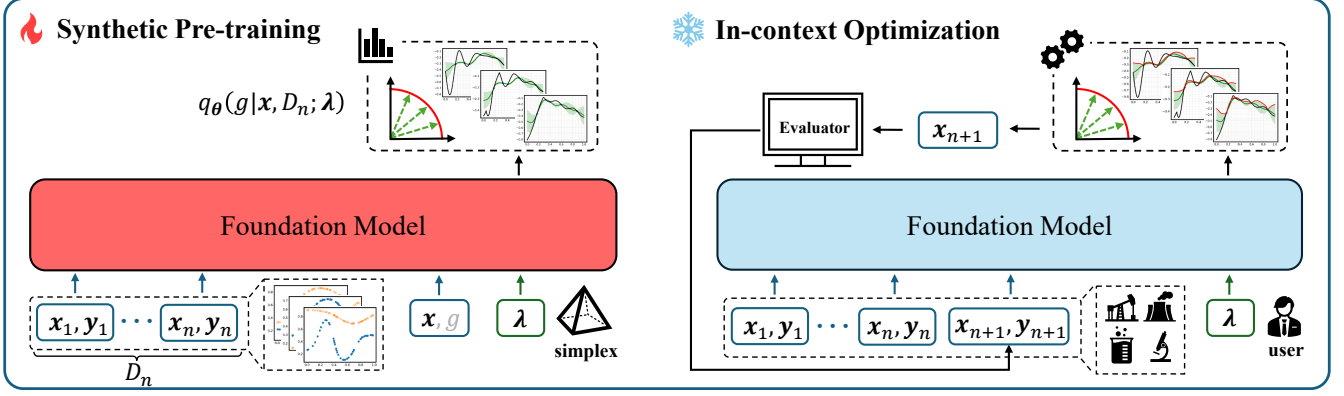 Synthetic Pre-training
q_θ(g|x, D_n; λ)
Foundation Model
x_1, y_1 ··· x_n, y_n
x, g
λ
simplex
D_n
In-context Optimization
Evaluator
x_{n+1}
Foundation Model
x_1, y_1 ··· x_n, y_n
x_{n+1}, y_{n+1}
λ
user